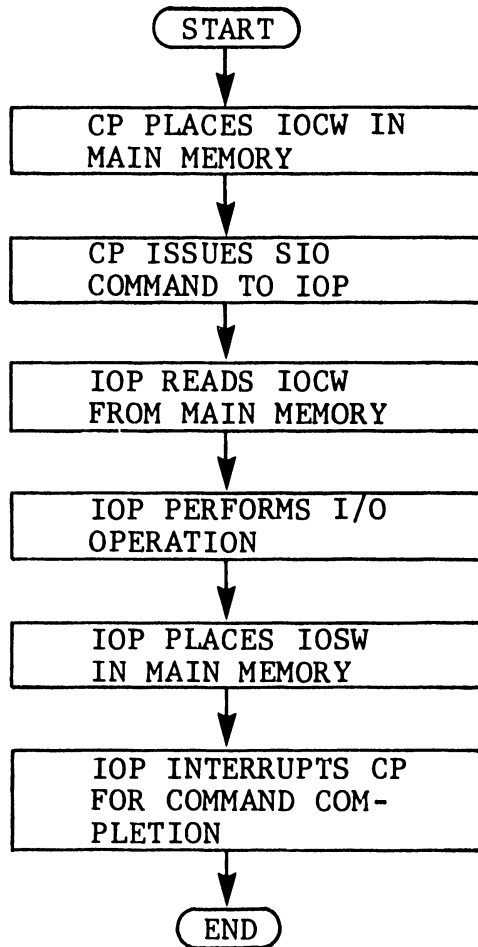 START
CP PLACES IOCW IN
MAIN MEMORY
CP ISSUES SIO
COMMAND TO IOP
IOP READS IOCW
FROM MAIN MEMORY
IOP PERFORMS I/O
OPERATION
IOP PLACES IOSW
IN MAIN MEMORY
IOP INTERRUPTS CP
FOR COMMAND COM-
PLETION
END